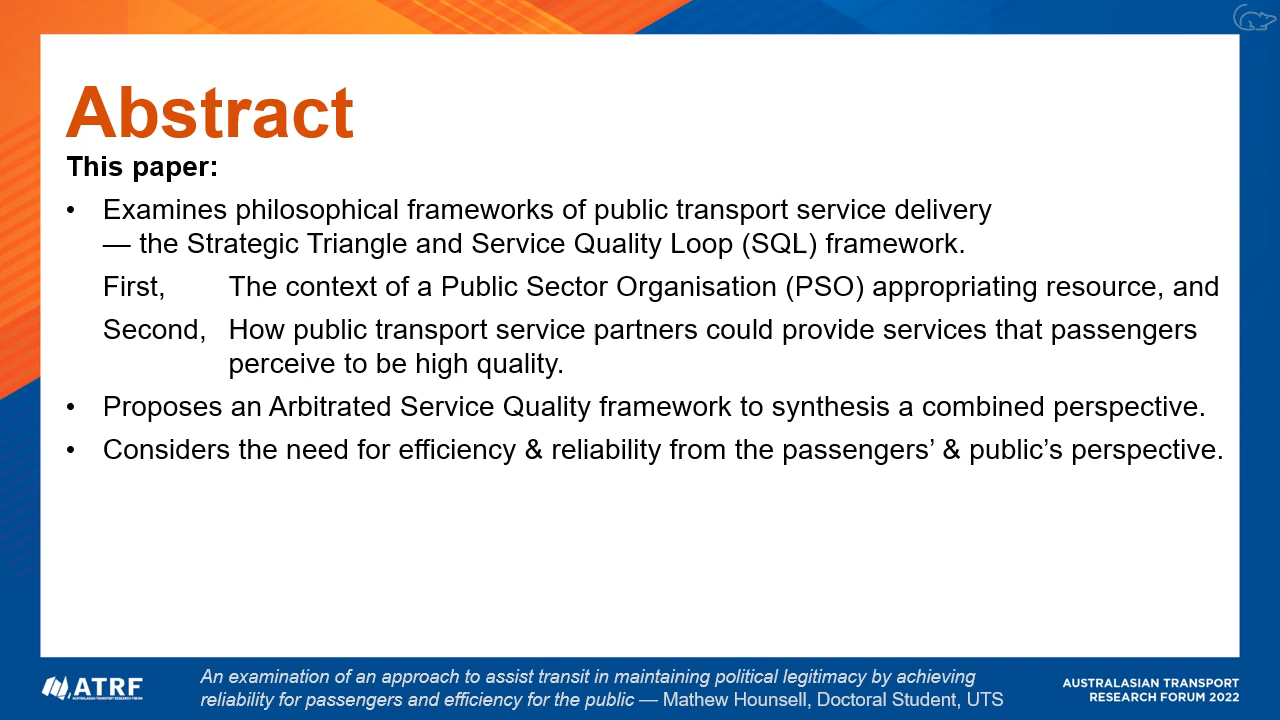 Abstract
This paper:
• Examines philosophical frameworks of public transport service delivery
— the Strategic Triangle and Service Quality Loop (SQL) framework.
First, The context of a Public Sector Organisation (PSO) appropriating resource, and
Second, How public transport service partners could provide services that passengers
perceive to be high quality.
• Proposes an Arbitrated Service Quality framework to synthesis a combined perspective.
• Considers the need for efficiency & reliability from the passengers’ & public’s perspective.
ATRF
AUSTRALASIAN TRANSPORT RESEARCH FORUM
An examination of an approach to assist transit in maintaining political legitimacy by achieving
reliability for passengers and efficiency for the public — Mathew Hounsell, Doctoral Student, UTS
AUSTRALASIAN TRANSPORT
RESEARCH FORUM 2022